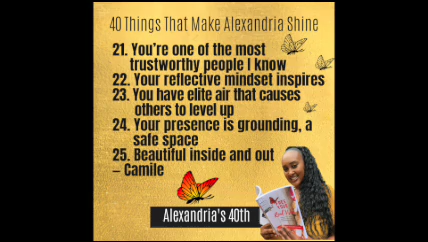 40 Things That Make Alexandria Shine
21. You're one of the most
trustworthy people I know
22. Your reflective mindset inspires
23. You have elite air that causes
others to level up
24. Your presence is grounding, a
safe space
25. Beautiful inside and out
– Camile
Alexandria's 40th